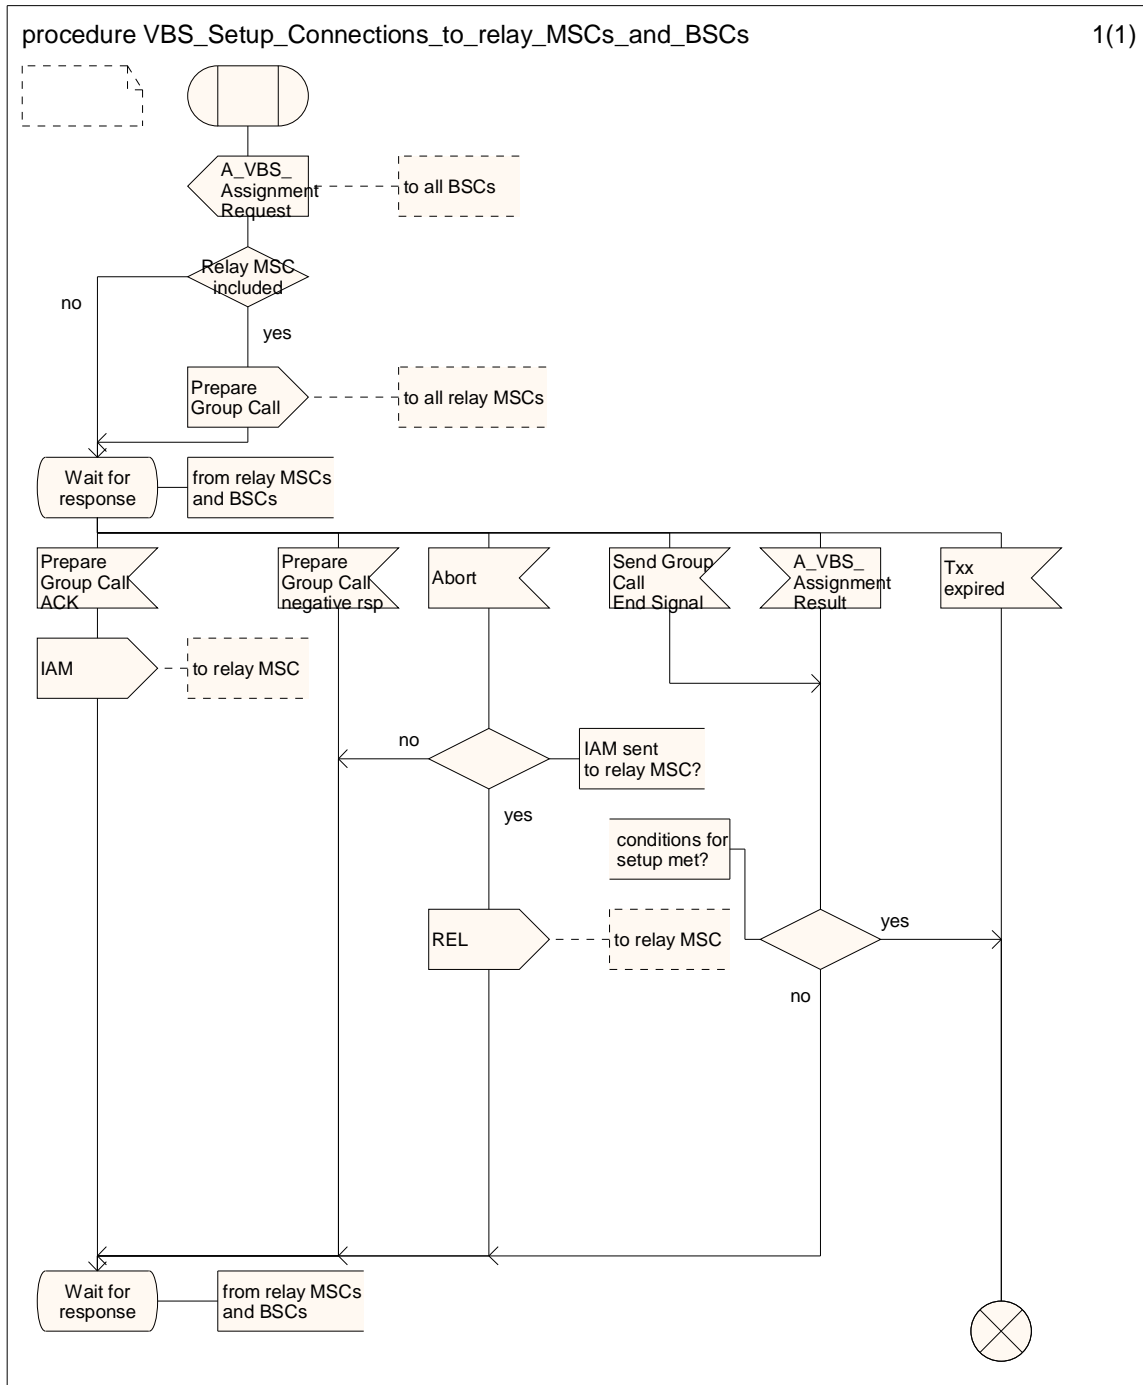 procedure VBS_Setup_Connections_to_relay_MSCs_and_BSCs
1(1)
A_VBS_
Assignment
Request
to all BSCs
Relay MSC
included
no
yes
Prepare
Group Call
to all relay MSCs
Wait for
response
from relay MSCs
and BSCs
Prepare
Group Call
ACK
Prepare
Group Call
negative rsp
Abort
Send Group
Call
End Signal
A_VBS_
Assignment
Result
Txx
expired
IAM
to relay MSC
no
IAM sent
to relay MSC?
yes
conditions for
setup met?
REL
to relay MSC
yes
no
Wait for
response
from relay MSCs
and BSCs